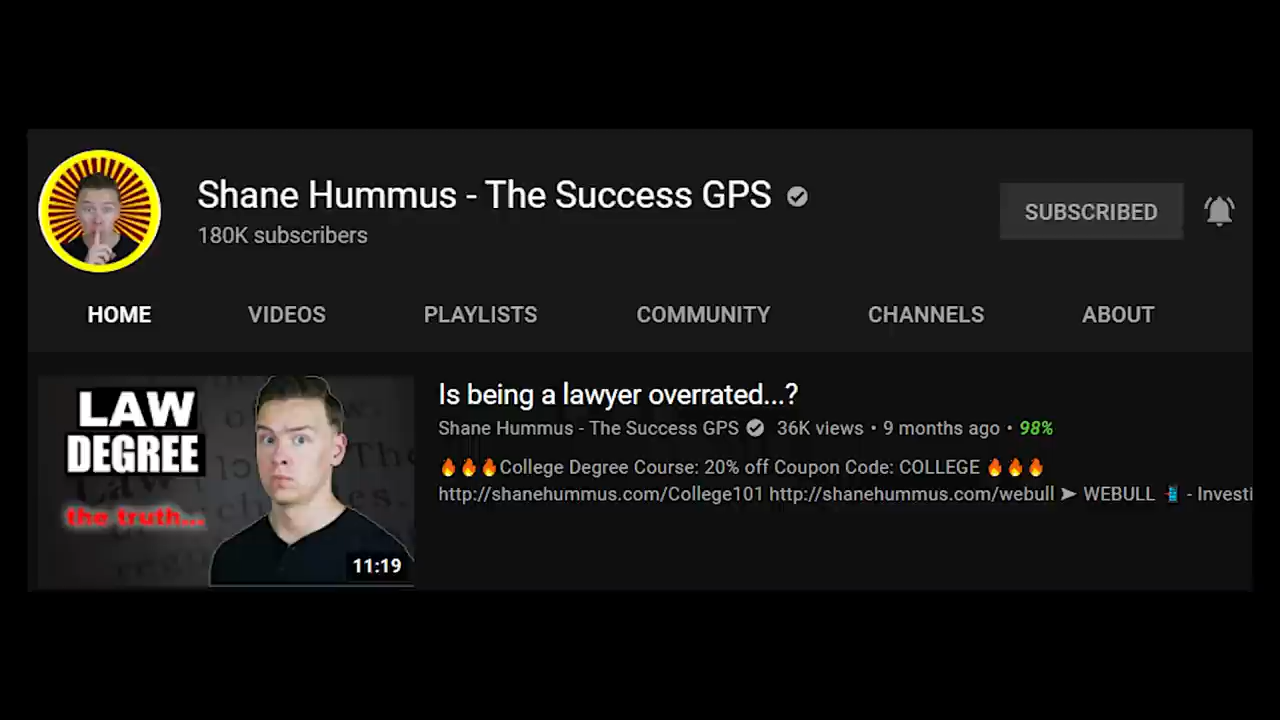 Shane Hummus - The Success GPS
180K subscribers
SUBSCRIBED
HOME
VIDEOS
PLAYLISTS
COMMUNITY
CHANNELS
ABOUT
LAW
DEGREE
the truth...
11:19
Is being a lawyer overrated...?
Shane Hummus - The Success GPS 36K views • 9 months ago • 98%
🔥🔥🔥College Degree Course: 20% off Coupon Code: COLLEGE 🔥🔥🔥
http://shanehummus.com/College101 http://shanehummus.com/webull ➤ WEBULL 📱 - Investi